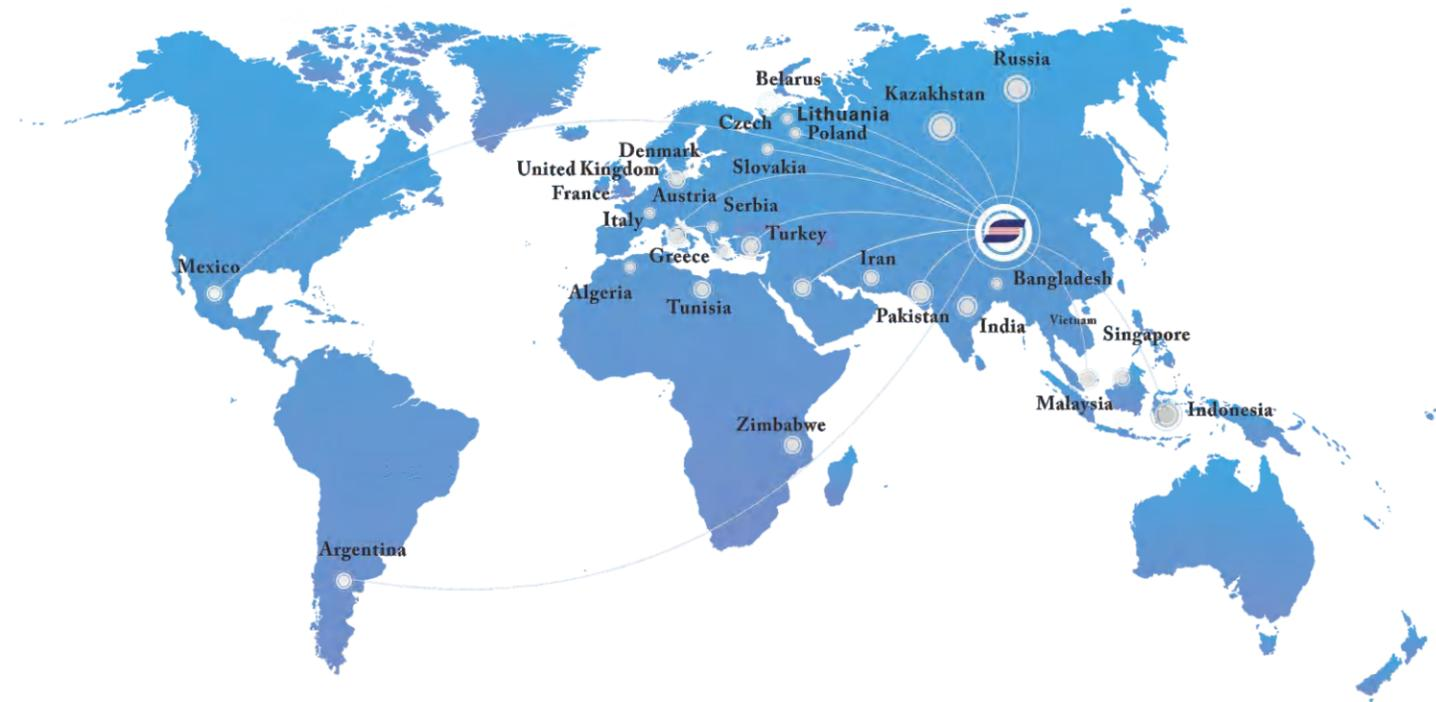 Russia
Belarus
Kazakhstan
Lithuania
Czech
Poland
Denmark
Slovakia
United Kingdom
France
Austria
Serbia
Italy
Turkey
Greece
Iran
Mexico
Bangladesh
Algeria
Tunisia
Pakistan
India
Vietnam
Singapore
Malaysia
Indonesia
Zimbabwe
Argentina